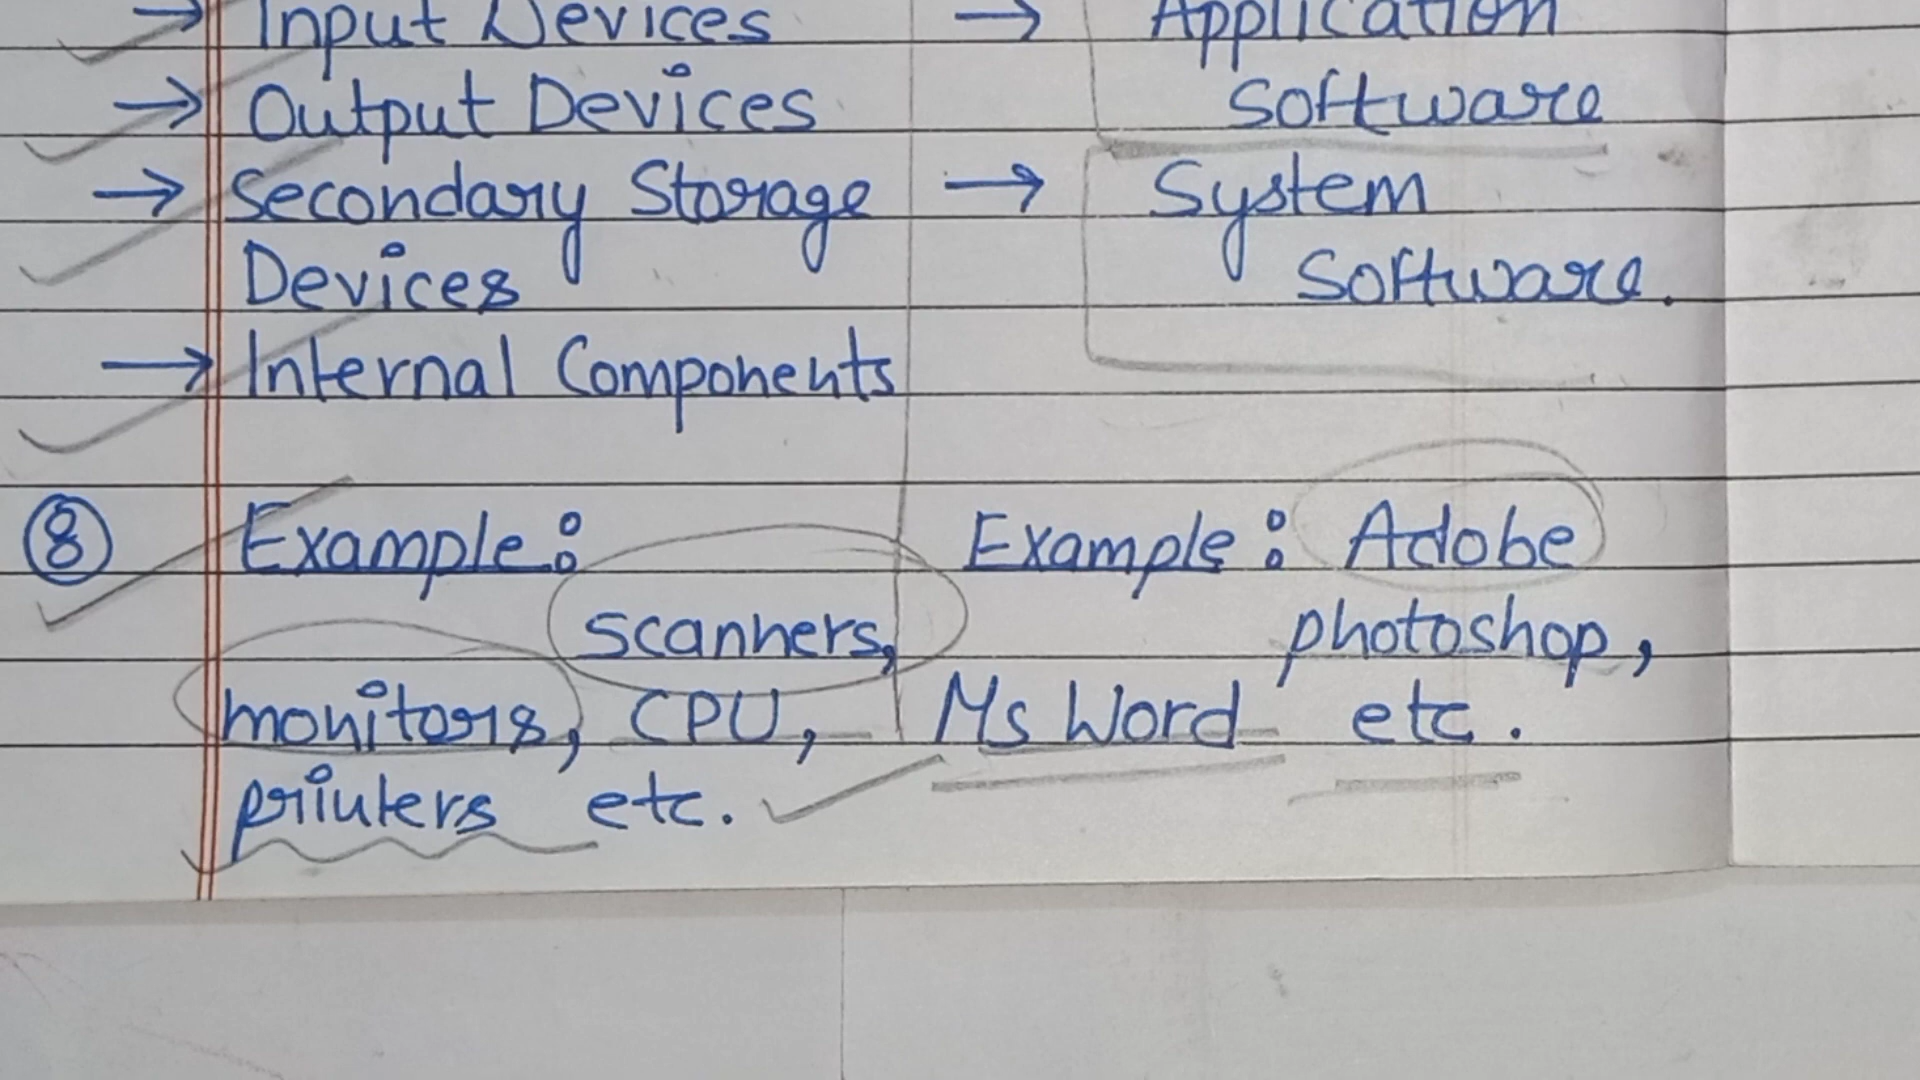 → Input Devices → Application
→ Output Devices Software
→ Secondary Storage → System
Devices Software.
→ Internal Components
⑧ Example: Example: Adobe
scanners, photoshop,
monitors, CPU, Ms Word etc.
printers etc.